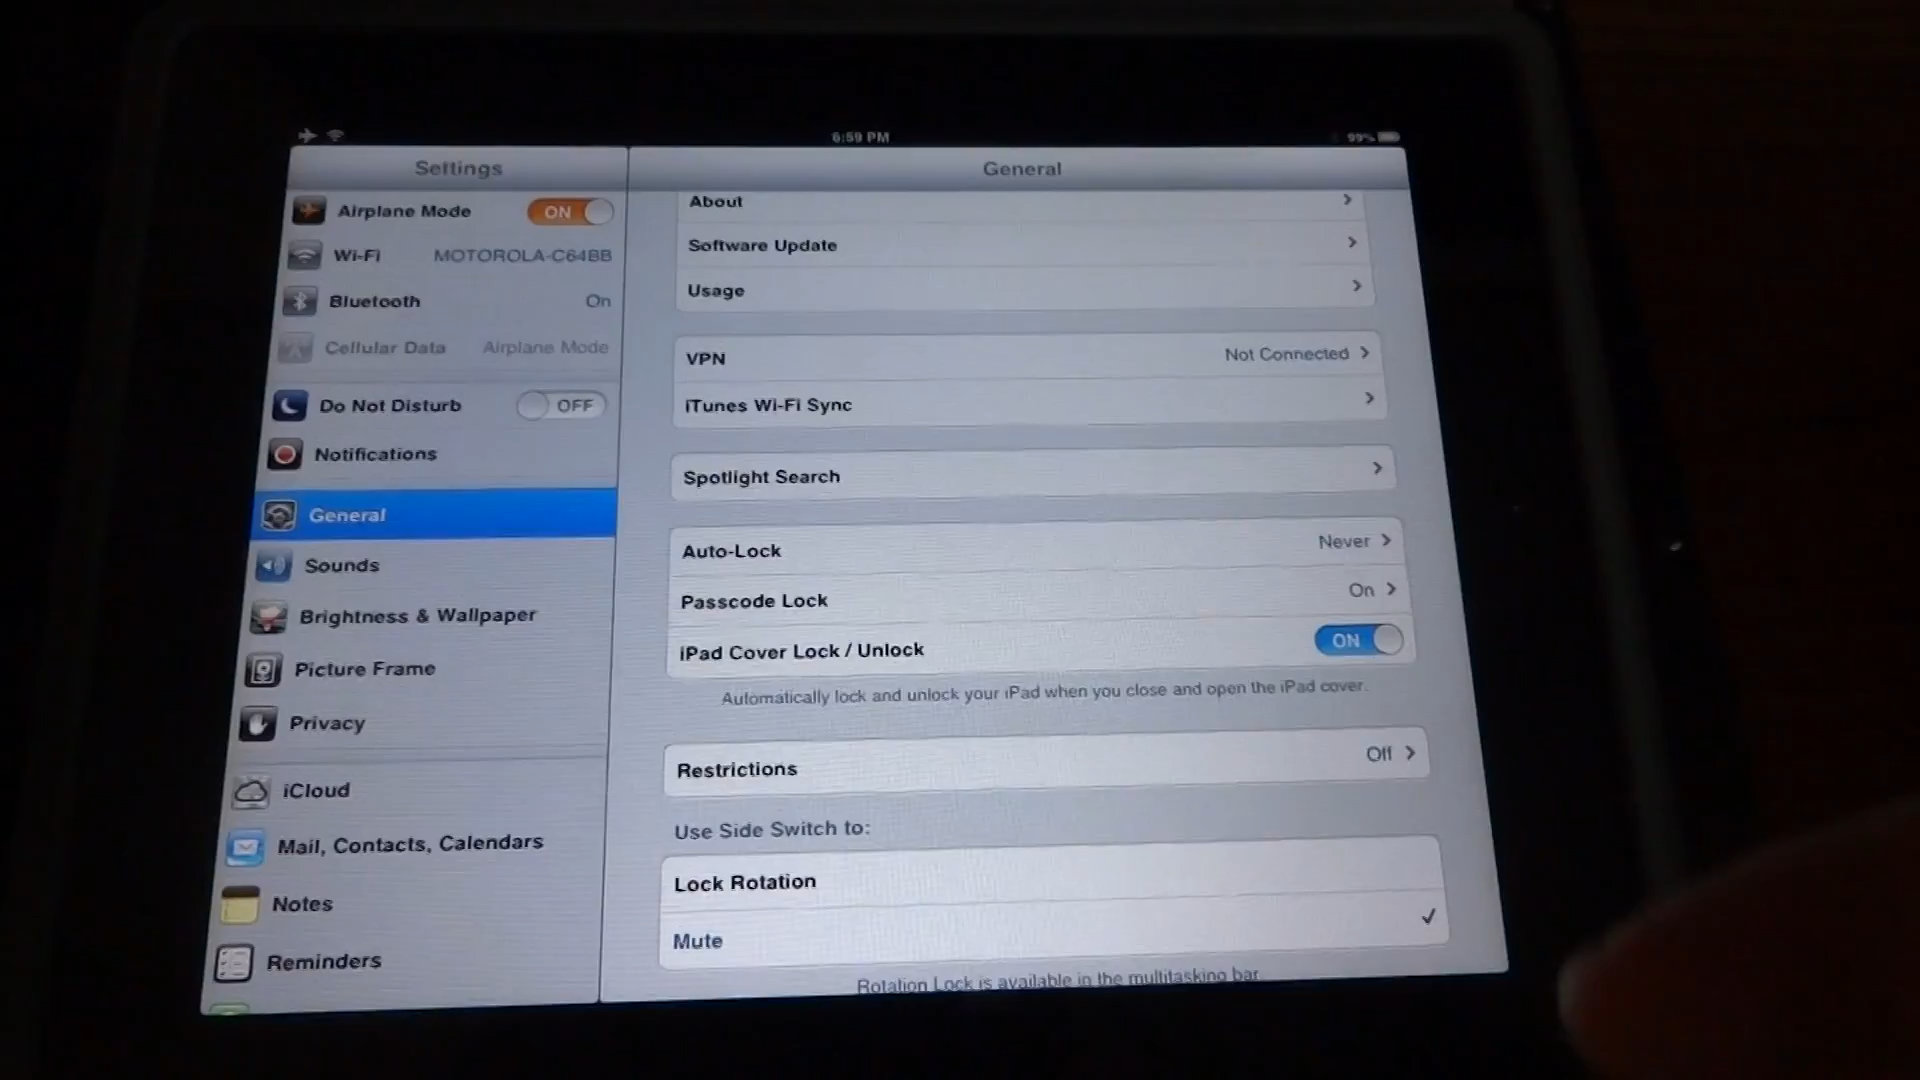 6:59 PM
99%
Settings
General
Airplane Mode ON
Wi-Fi MOTOROLA-C64BB
Bluetooth On
Cellular Data Airplane Mode
Do Not Disturb OFF
Notifications
General
Sounds
Brightness & Wallpaper
Picture Frame
Privacy
iCloud
Mail, Contacts, Calendars
Notes
Reminders
About
Software Update
Usage
VPN Not Connected
iTunes Wi-Fi Sync
Spotlight Search
Auto-Lock Never
Passcode Lock On
iPad Cover Lock / Unlock ON
Automatically lock and unlock your iPad when you close and open the iPad cover.
Restrictions Off
Use Side Switch to:
Lock Rotation
Mute
Rotation Lock is available in the multitasking bar